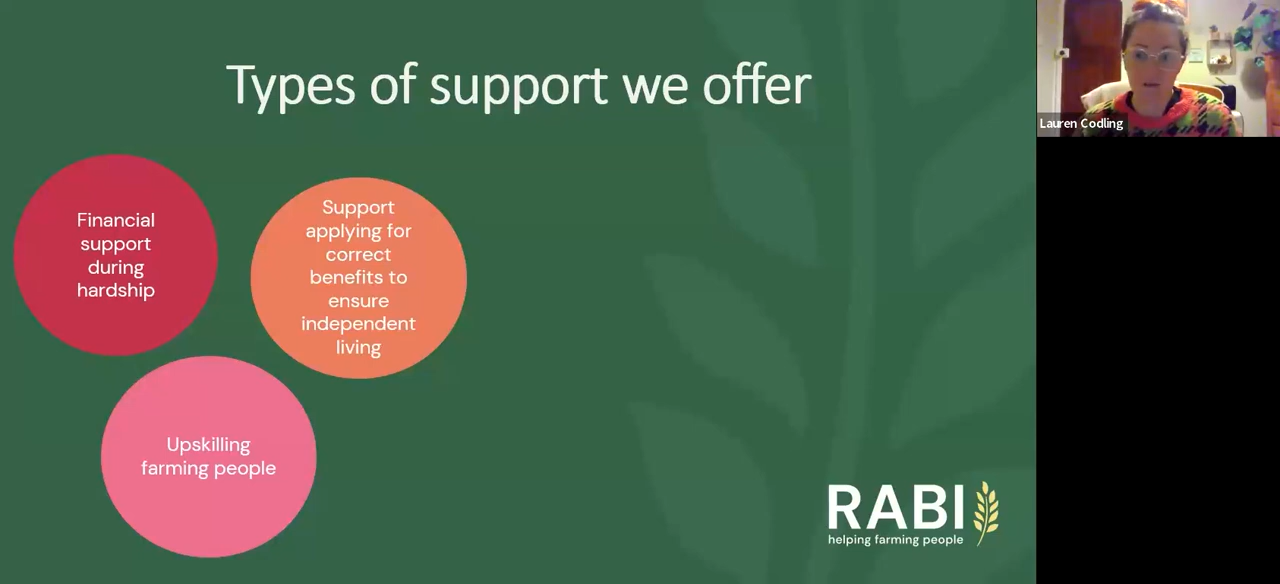 Types of support we offer
Lauren Codling
Financial
support
during
hardship
Support
applying for
correct
benefits to
ensure
independent
living
Upskilling
farming people
RABI
helping farming people